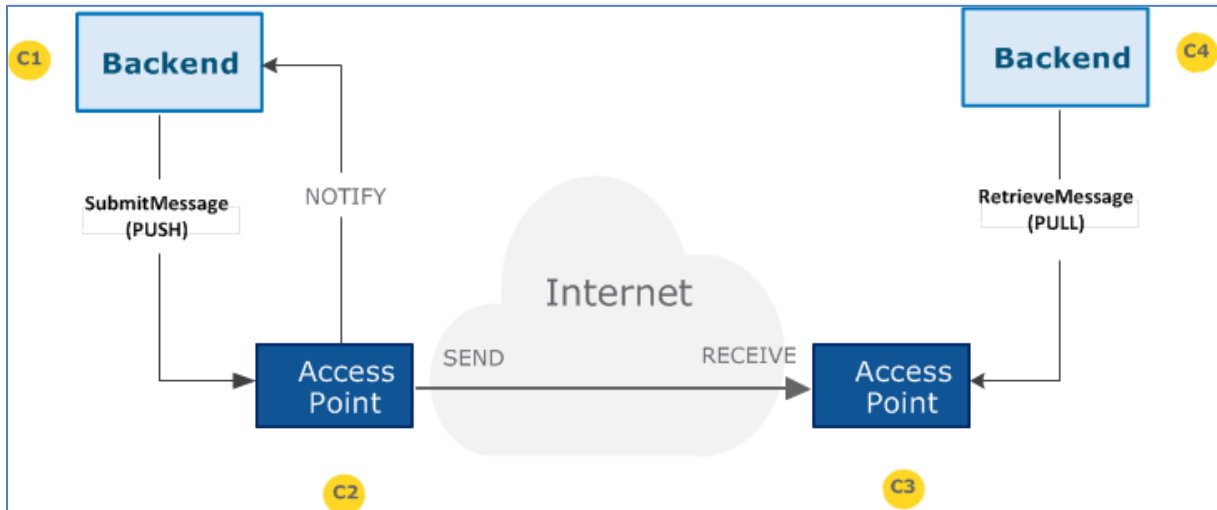 C1
Backend
Backend
C4
SubmitMessage
(PUSH)
NOTIFY
RetrieveMessage
(PULL)
Internet
SEND
RECEIVE
Access
Point
Access
Point
C2
C3